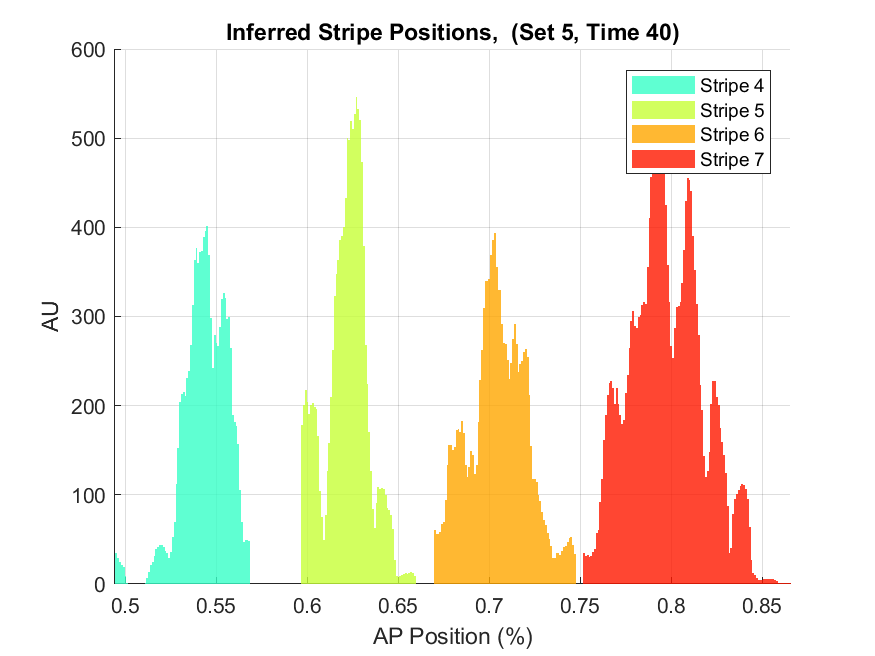 Inferred Stripe Positions,  (Set 5, Time 40)
600
500
400
300
200
100
0
AU
Stripe 4
Stripe 5
Stripe 6
Stripe 7
0.5 0.55 0.6 0.65 0.7 0.75 0.8 0.85
AP Position (%)